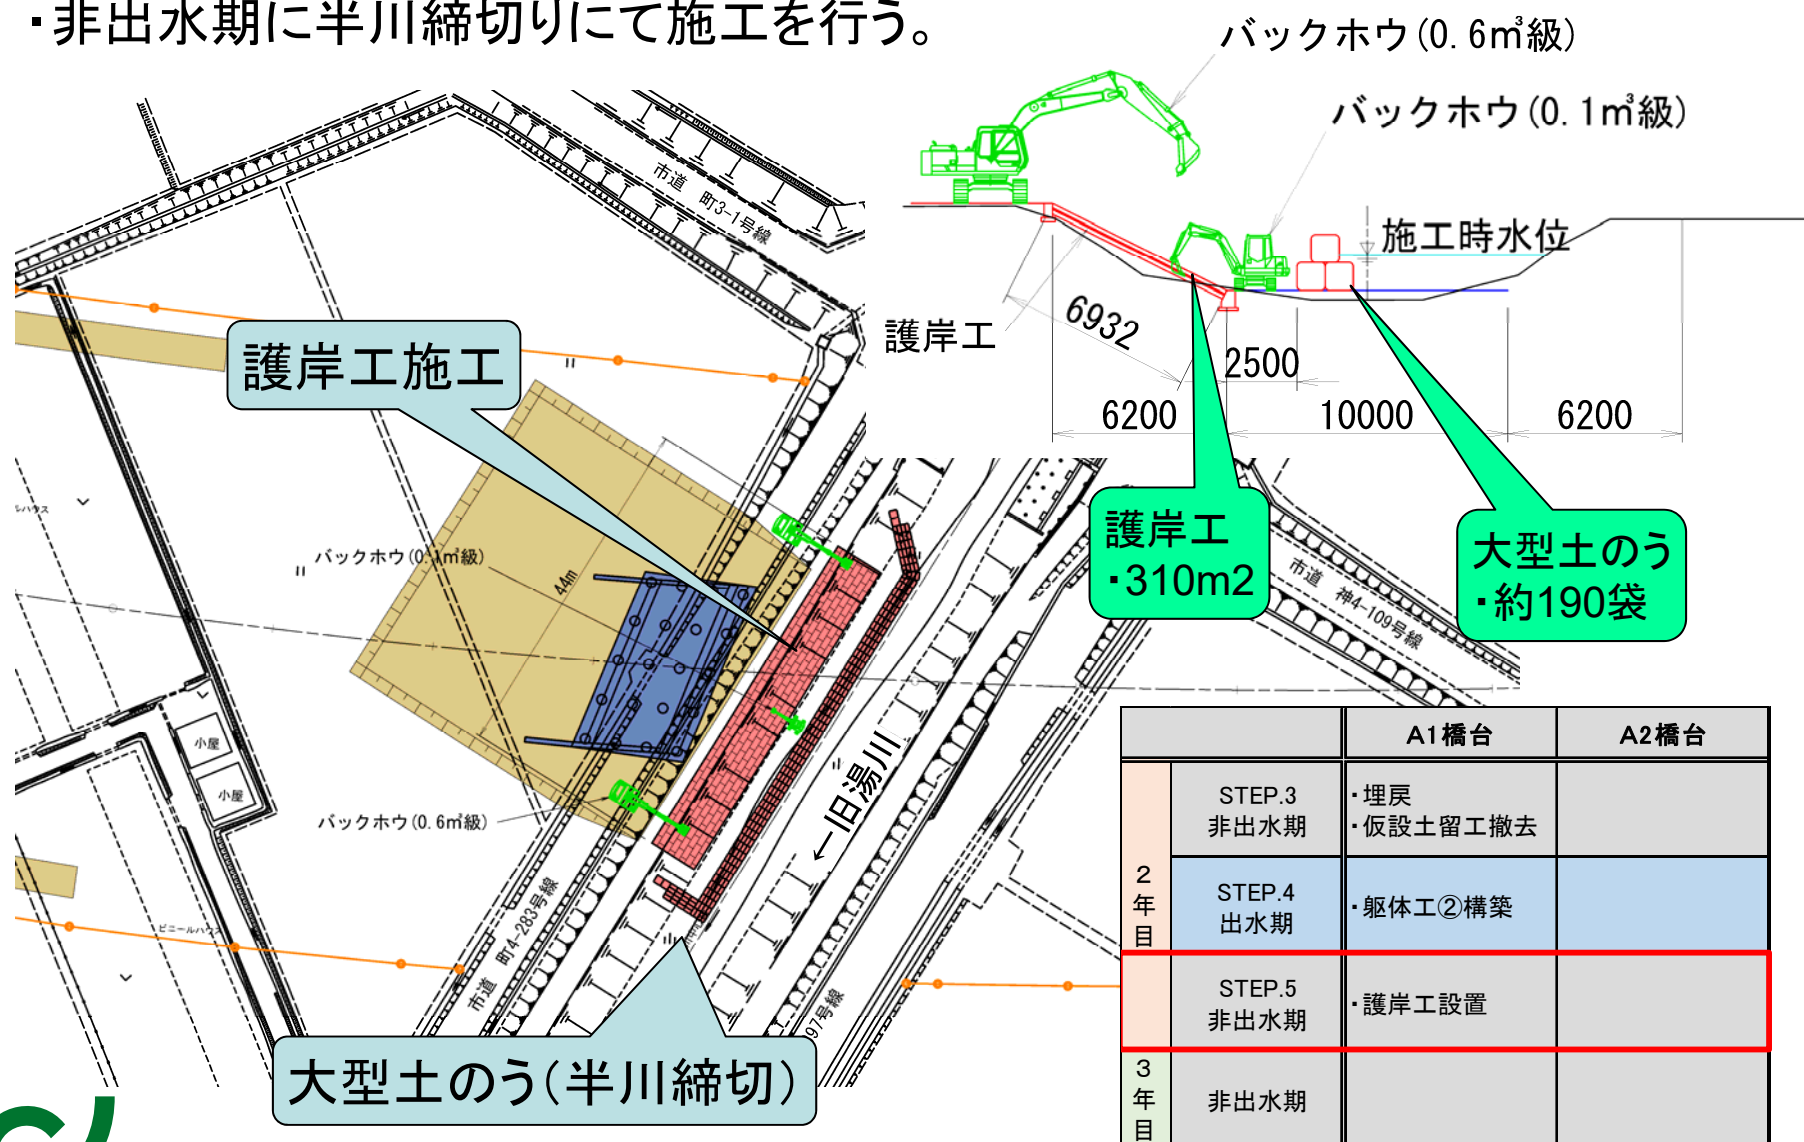 ・非出水期に半川締切りにて施工を行う。
バックホウ(0.6㎥級)
バックホウ(0.1㎥級)
施工時水位
護岸工
6932
2500
6200
10000
6200
護岸工
・310m2
大型土のう
・約190袋
市道 町3-1号線
護岸工施工
バックホウ(0.1㎥級)
44m
市道 神4-109号線
小屋
小屋
バックホウ(0.6㎥級)
←旧湯川
ビニールハウス
市道 町4-283号線
97号線
大型土のう(半川締切)
A1橋台
A2橋台
2年目
STEP.3
非出水期
・埋戻
・仮設土留工撤去
STEP.4
出水期
・躯体工②構築
STEP.5
非出水期
・護岸工設置
3年目
非出水期